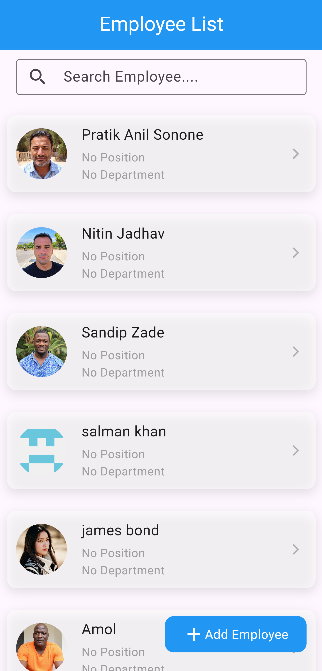 Employee List
Search Employee....
Pratik Anil Sonone
No Position
No Department
Nitin Jadhav
No Position
No Department
Sandip Zade
No Position
No Department
salman khan
No Position
No Department
james bond
No Position
No Department
Amol
No Position
No Department
Add Employee